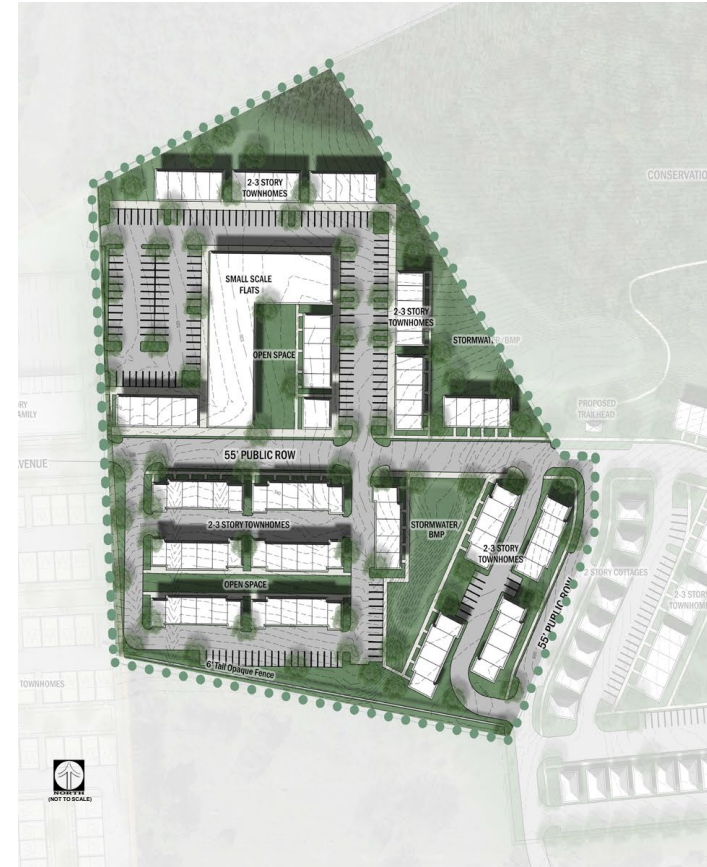 2-3 STORY
TOWNHOMES
CONSERVATIO
SMALL SCALE
FLATS
2-3 STORY
TOWNHOMES
OPEN SPACE
STORMWATER/BMP
PROPOSED
TRAILHEAD
RY
FAMILY
55' PUBLIC ROW
VENUE
2-3 STORY TOWNHOMES
STORMWATER/
BMP
2-3 STORY
TOWNHOMES
OPEN SPACE
2 STORY COTTAGES
2-3 STORY
TOWNHOM
55' PUBLIC ROW
6' Tall Opaque Fence
TOWNHOMES
NORTH
(NOT TO SCALE)